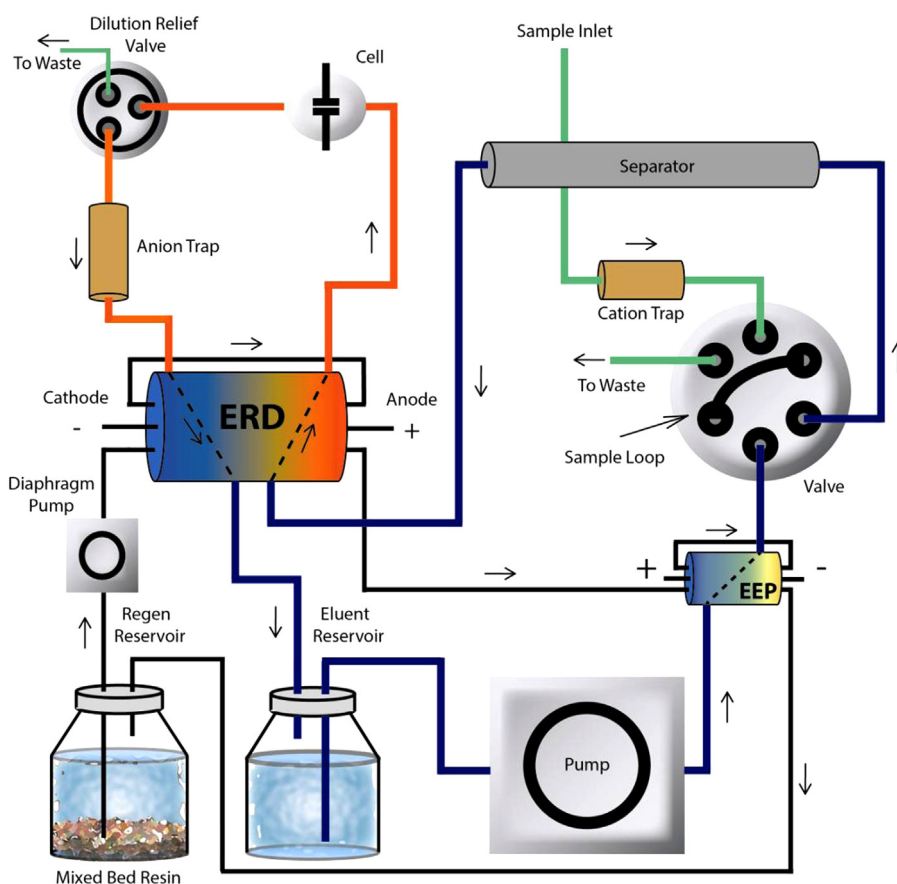 Dilution Relief
Valve
To Waste
Cell
Sample Inlet
Separator
Anion Trap
Cation Trap
To Waste
Cathode
-
ERD
Anode
+
Sample Loop
Valve
Diaphragm
Pump
+
EEP
-
Regen
Reservoir
Eluent
Reservoir
Pump
Mixed Bed Resin